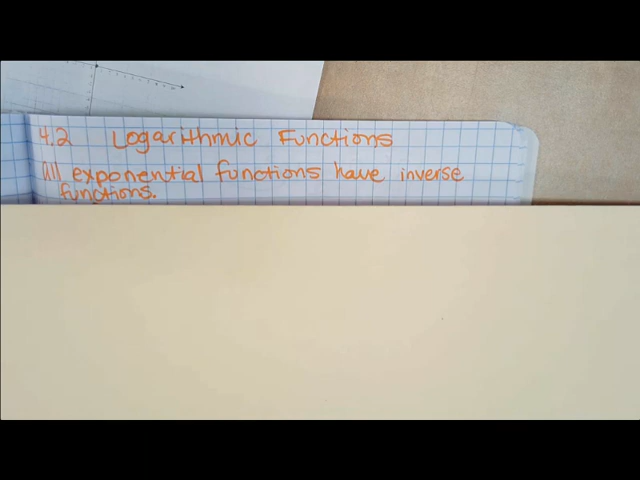 4.2 Logarithmic Functions
All exponential functions have inverse
functions.